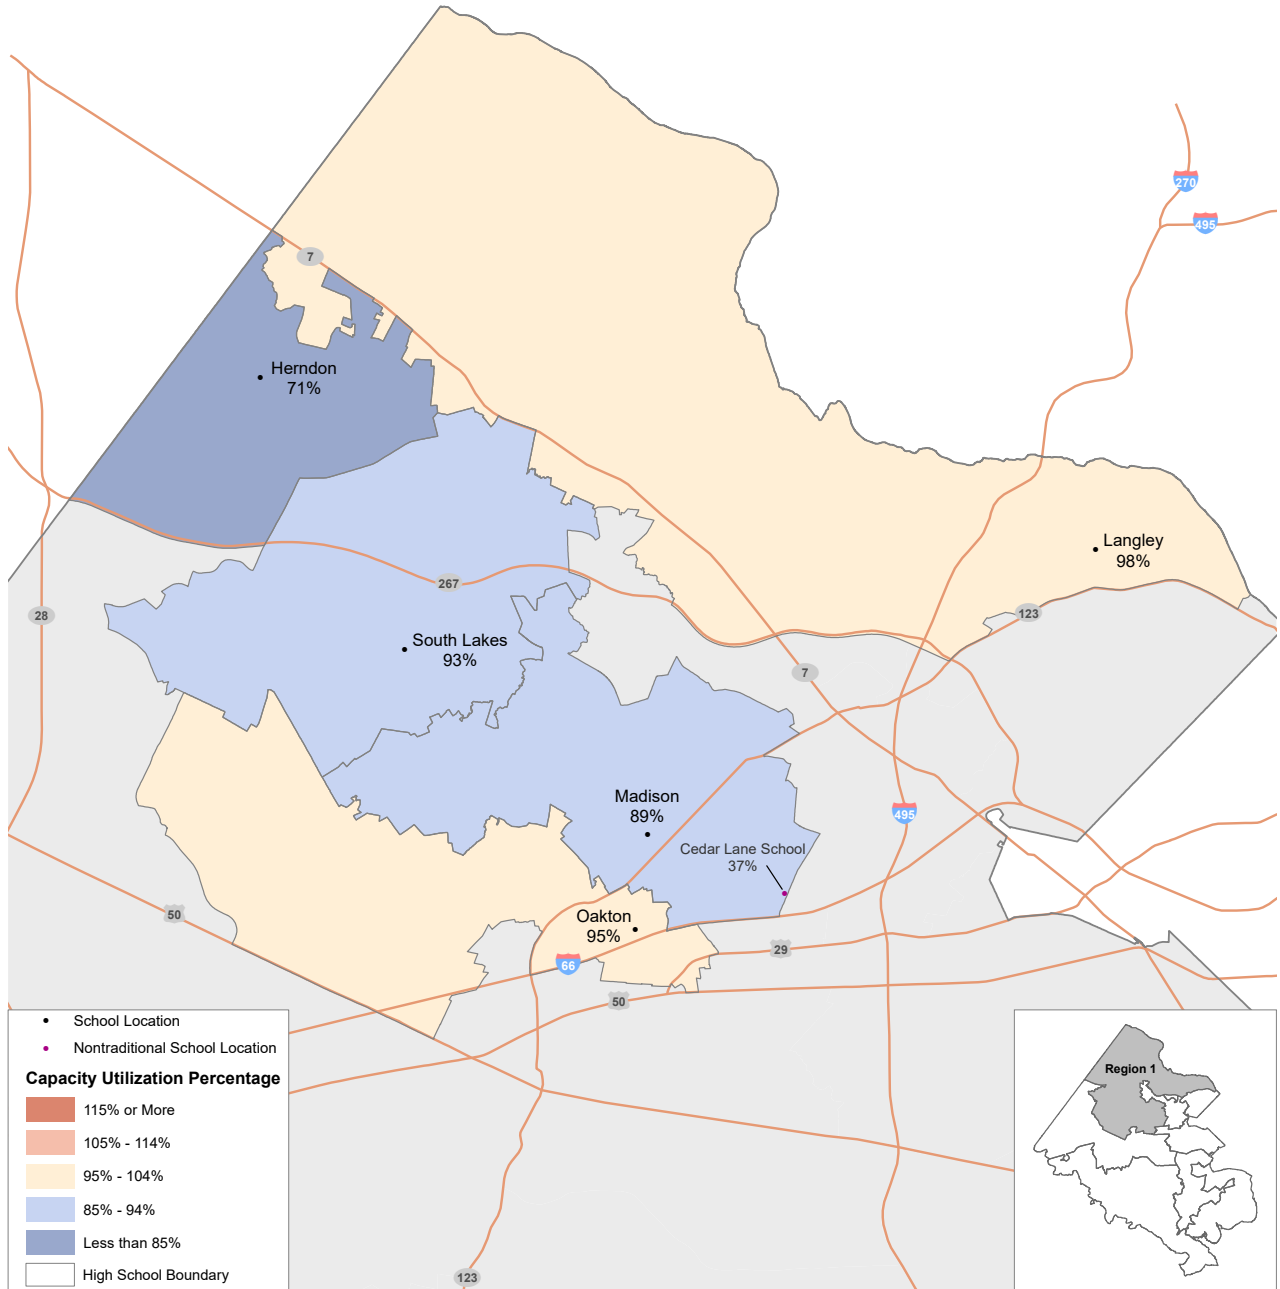 270
495
7
Herndon
71%
Langley
98%
267
28
123
South Lakes
93%
7
Madison
89%
495
Cedar Lane School
37%
50
Oakton
95%
29
66
50
School Location
Nontraditional School Location
Capacity Utilization Percentage
115% or More
105% - 114%
95% - 104%
85% - 94%
Less than 85%
High School Boundary
Region 1
123